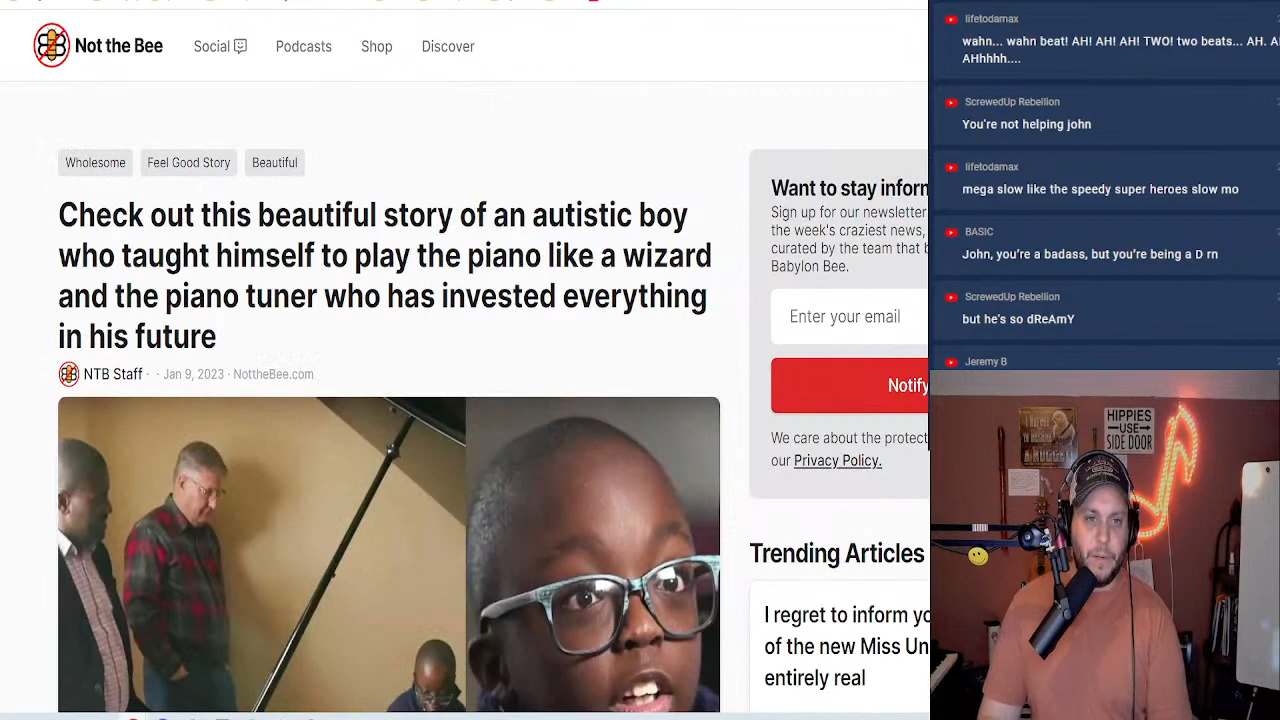 Not the Bee
Social
Podcasts
Shop
Discover
Wholesome
Feel Good Story
Beautiful
Check out this beautiful story of an autistic boy
who taught himself to play the piano like a wizard
and the piano tuner who has invested everything
in his future
NTB Staff · · Jan 9, 2023 · NottheBee.com
Want to stay inforn
Sign up for our newsletter
the week's craziest news,
curated by the team that b
Babylon Bee.
Enter your email
Notify
We care about the protect
our Privacy Policy.
Trending Articles
I regret to inform yo
of the new Miss Un
entirely real
lifetodamax
wahn... wahn beat! AH! AH! AH! TWO! two beats... AH. A
AHhhhh....
ScrewedUp Rebellion
You're not helping john
lifetodamax
mega slow like the speedy super heroes slow mo
BASIC
John, you're a badass, but you're being a D rn
ScrewedUp Rebellion
but he's so dReAmY
Jeremy B
HIPPIES
USE
SIDE DOOR